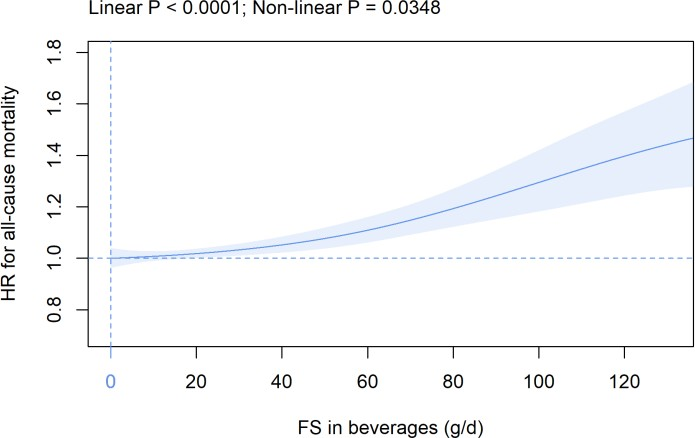 Linear P < 0.0001; Non-linear P = 0.0348
HR for all-cause mortality
1.8
1.6
1.4
1.2
1.0
0.8
0 20 40 60 80 100 120
FS in beverages (g/d)